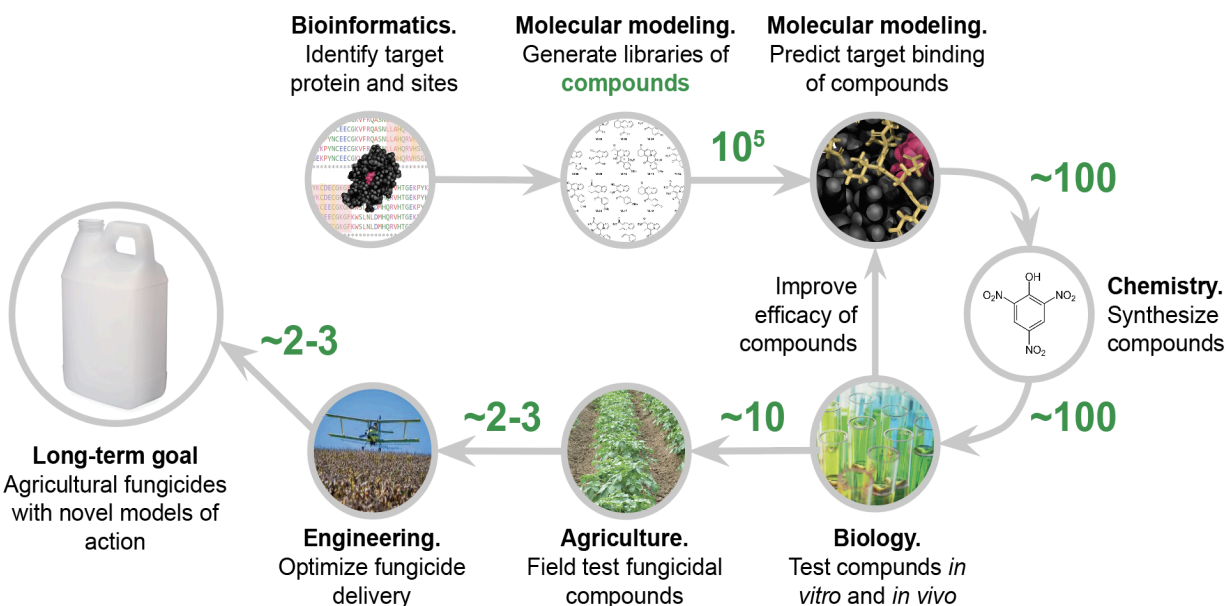 Bioinformatics.
Identify target
protein and sites
Molecular modeling.
Generate libraries of
compounds
Molecular modeling.
Predict target binding
of compounds
10⁵
~100
OH
O₂N
NO₂
NO₂
Chemistry.
Synthesize
compounds
~100
Improve
efficacy of
compounds
Biology.
Test compunds in
vitro and in vivo
~10
Agriculture.
Field test fungicidal
compounds
~2-3
Engineering.
Optimize fungicide
delivery
~2-3
Long-term goal
Agricultural fungicides
with novel models of
action